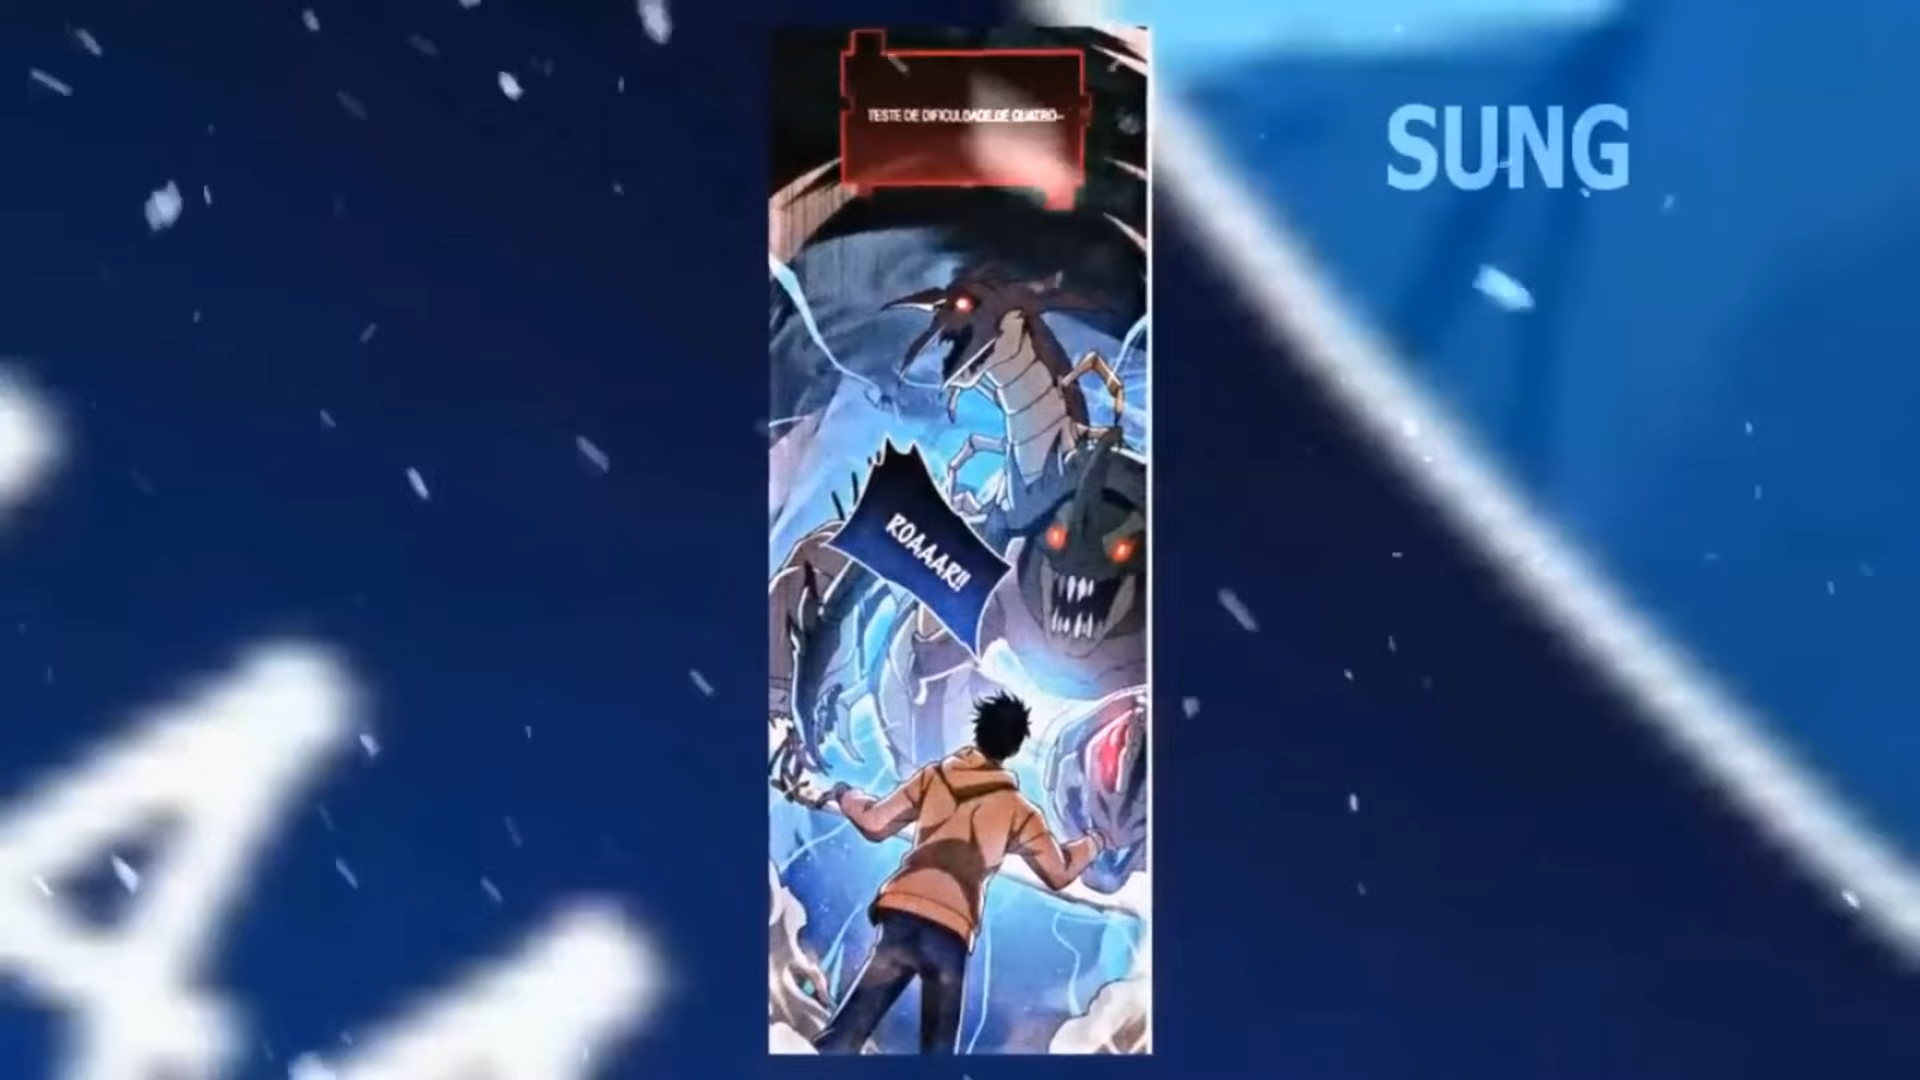 TESTE DE DIFICULDADE DE QUATRO--
SUNG
ROAAAR!!